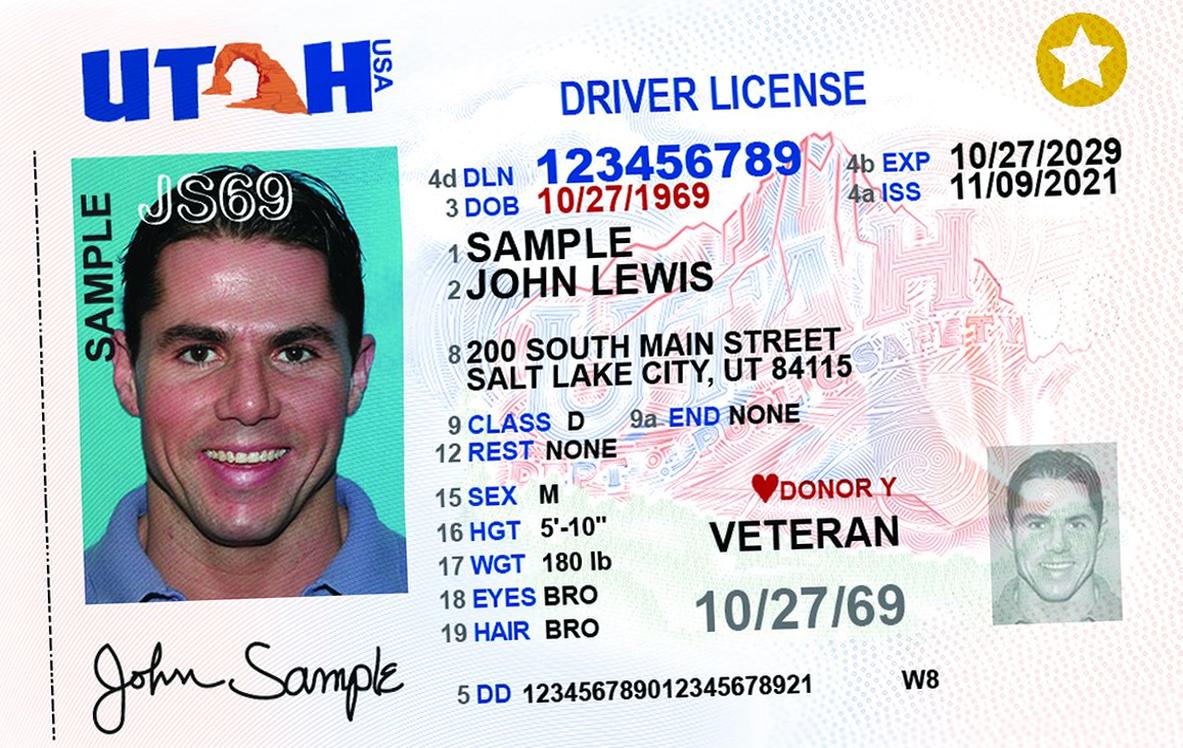 UTAH USA
DRIVER LICENSE
JS69
SAMPLE
4d DLN 123456789
3 DOB 10/27/1969
4b EXP 10/27/2029
4a ISS 11/09/2021
1 SAMPLE
2 JOHN LEWIS
8 200 SOUTH MAIN STREET
SALT LAKE CITY, UT 84115
9 CLASS D 9a END NONE
12 REST NONE
15 SEX M
16 HGT 5'-10"
17 WGT 180 lb
18 EYES BRO
19 HAIR BRO
DONOR Y
VETERAN
10/27/69
John Sample
5 DD 123456789012345678921
W8
UTAH
SAFETY